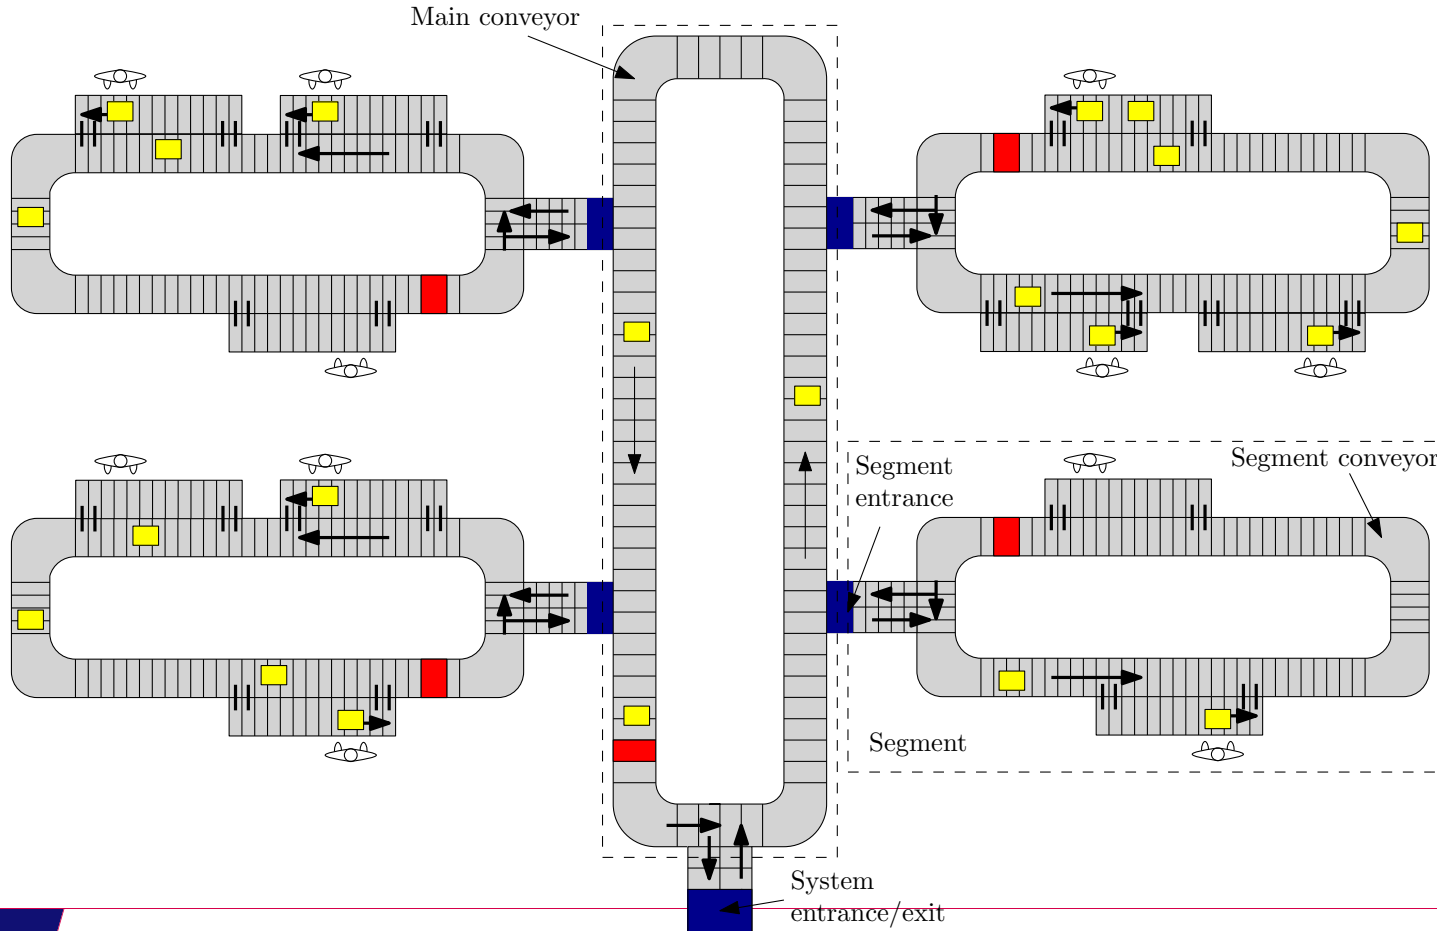 Main conveyor
Segment
entrance
Segment conveyor
Segment
System
entrance/exit